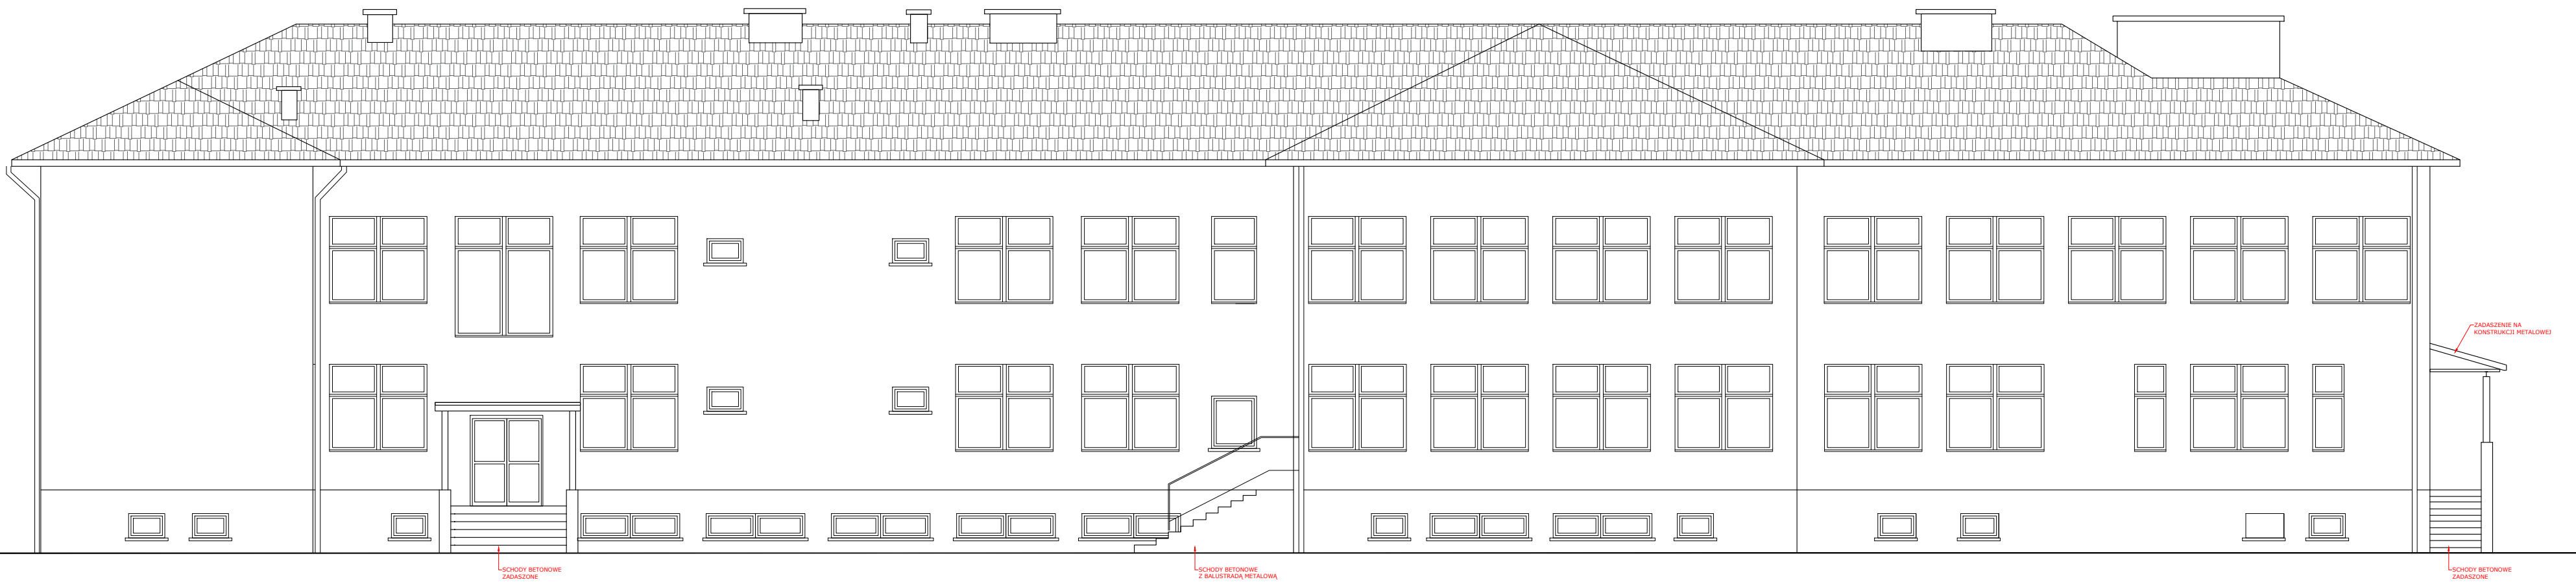 ZADASZENIE NA
KONSTRUKCJI METALOWEJ
SCHODY BETONOWE
ZADASZONE
SCHODY BETONOWE
Z BALUSTRADĄ METALOWĄ
SCHODY BETONOWE
ZADASZONE